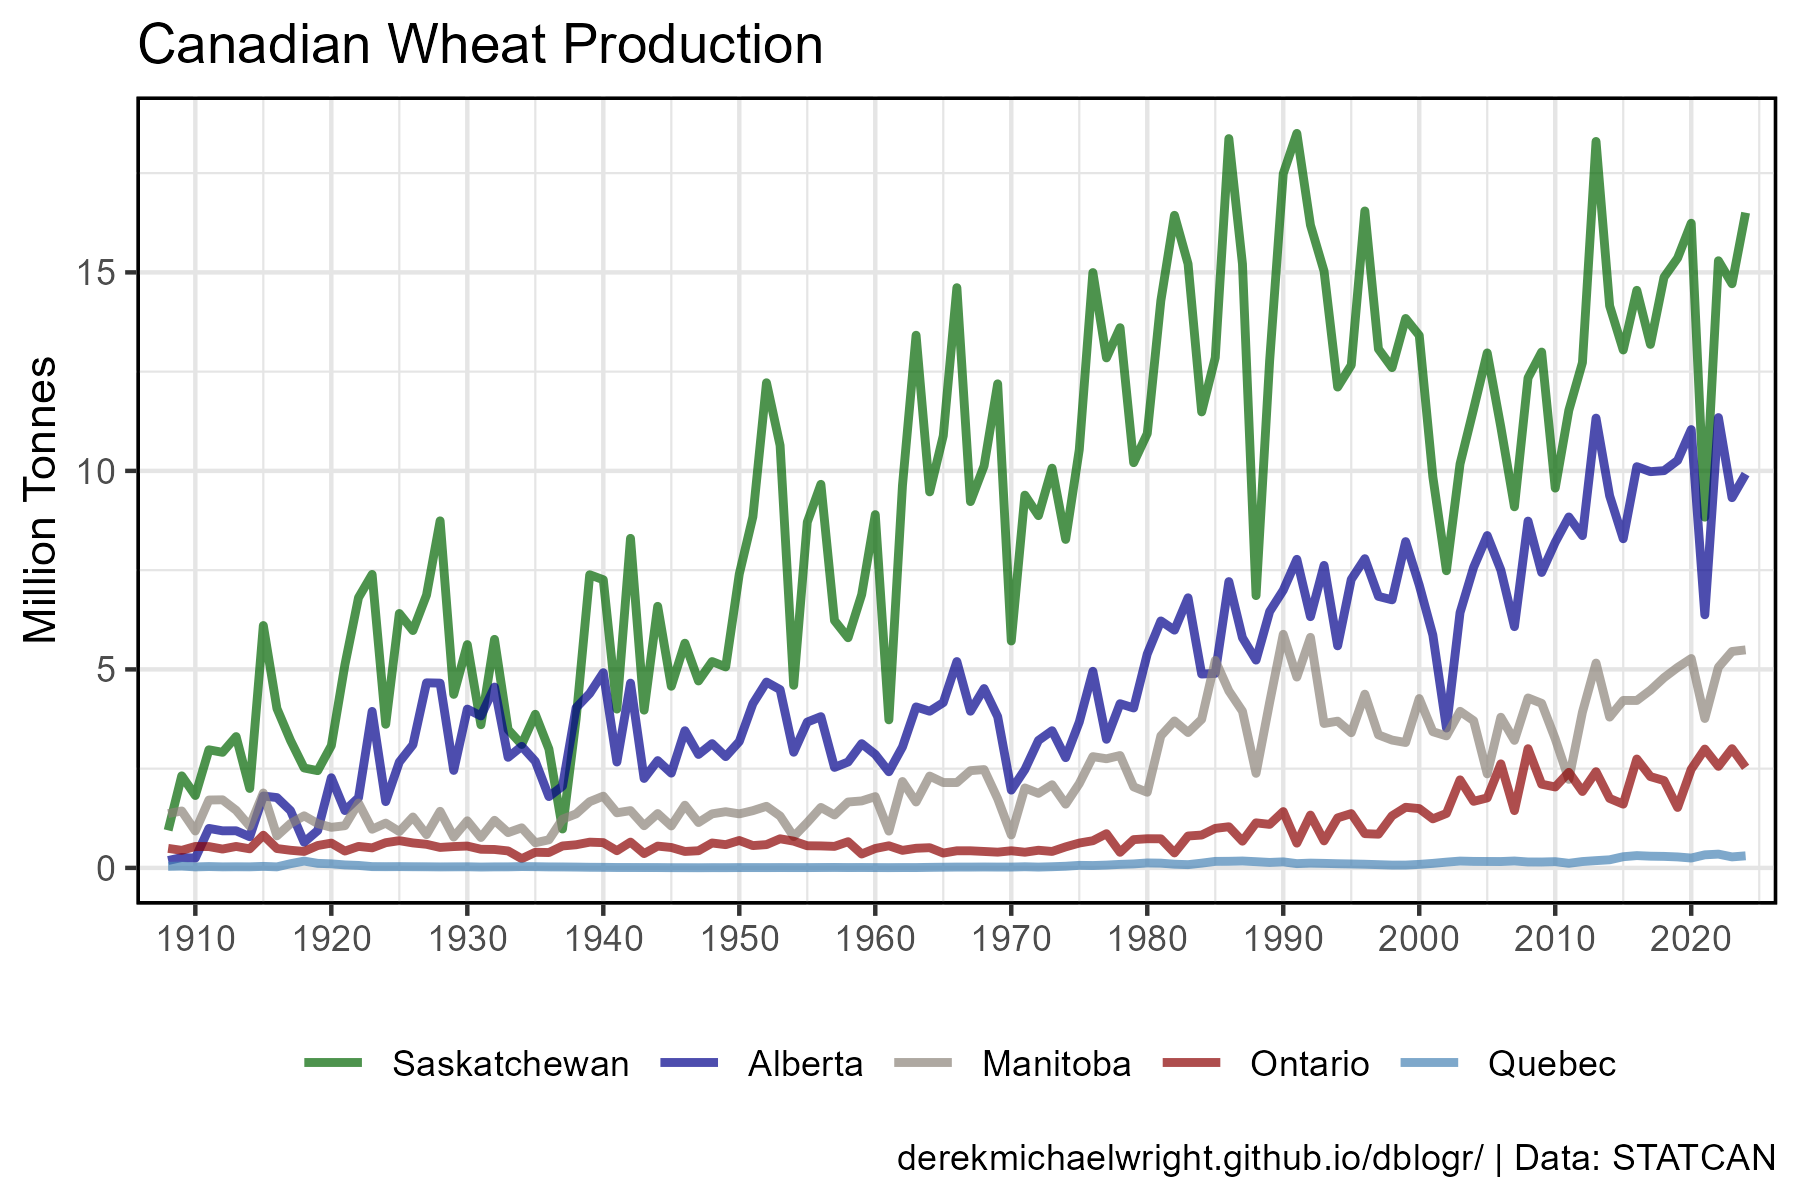 Canadian Wheat Production
Million Tonnes
15
10
5
0
1910 1920 1930 1940 1950 1960 1970 1980 1990 2000 2010 2020
Saskatchewan Alberta Manitoba Ontario Quebec
derekmichaelwright.github.io/dblogr/ | Data: STATCAN